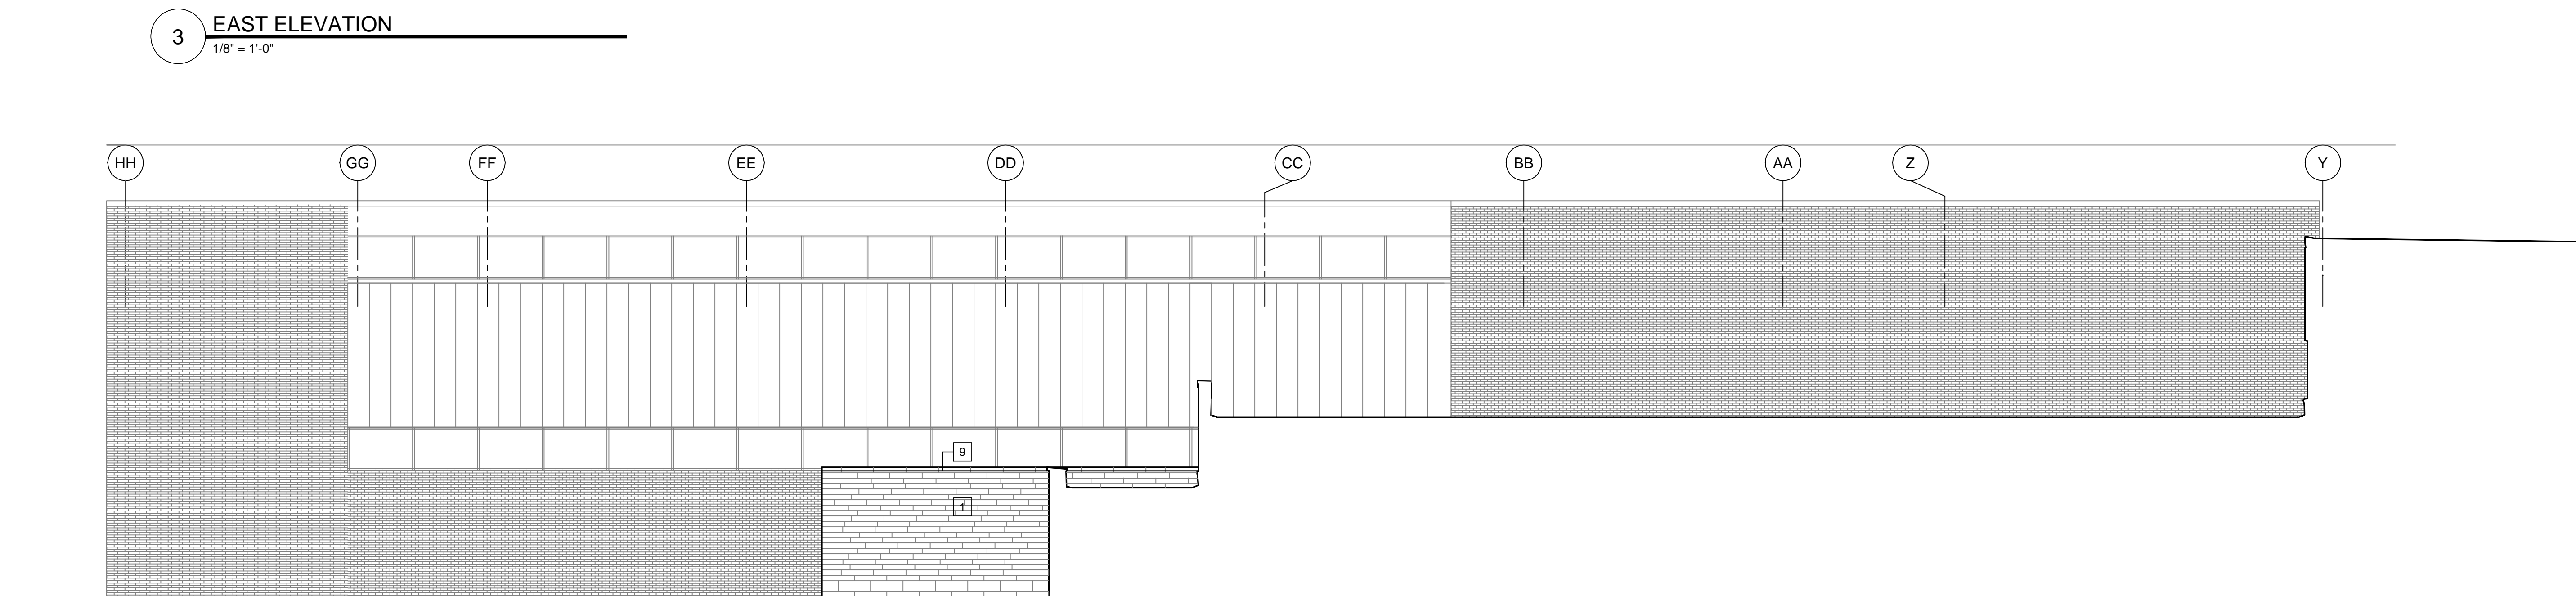 3
EAST ELEVATION
1/8" = 1'-0"
HH GG FF EE DD CC BB AA Z Y
9
1